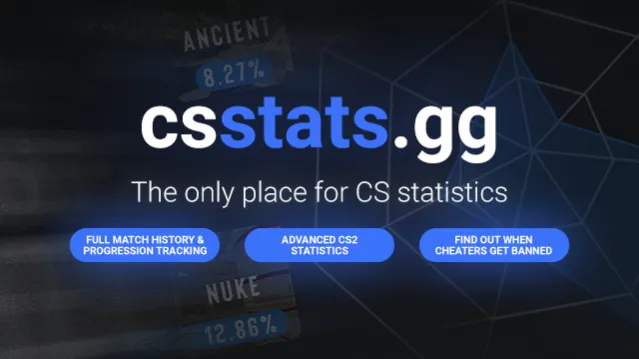 ANCIENT
8.27%
csstats.gg
The only place for CS statistics
FULL MATCH HISTORY &
PROGRESSION TRACKING
ADVANCED CS2
STATISTICS
FIND OUT WHEN
CHEATERS GET BANNED
NUKE
12.86%